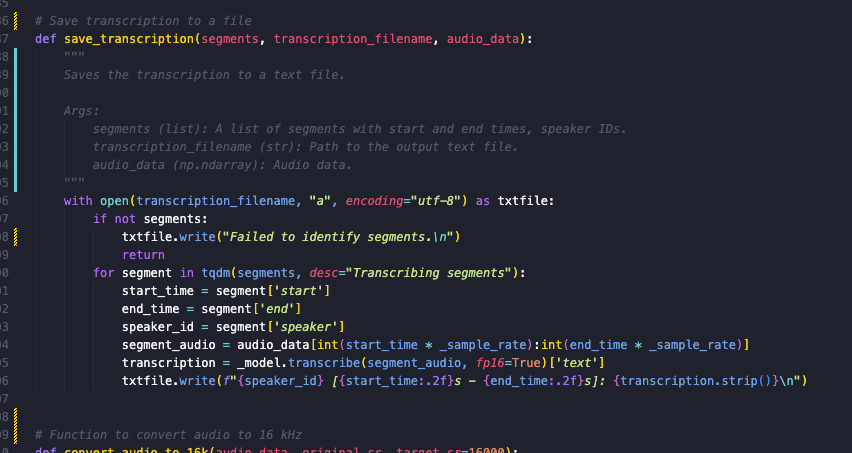 35
36 # Save transcription to a file
37 def save_transcription(segments, transcription_filename, audio_data):
38 """
39 Saves the transcription to a text file.
90
91 Args:
92 segments (list): A list of segments with start and end times, speaker IDs.
93 transcription_filename (str): Path to the output text file.
94 audio_data (np.ndarray): Audio data.
95 """
96 with open(transcription_filename, "a", encoding="utf-8") as txtfile:
97 if not segments:
98 txtfile.write("Failed to identify segments.\n")
99 return
00 for segment in tqdm(segments, desc="Transcribing segments"):
01 start_time = segment['start']
02 end_time = segment['end']
03 speaker_id = segment['speaker']
04 segment_audio = audio_data[int(start_time * _sample_rate):int(end_time * _sample_rate)]
05 transcription = _model.transcribe(segment_audio, fp16=True)['text']
06 txtfile.write(f"{speaker_id} [{start_time:.2f}s - {end_time:.2f}s]: {transcription.strip()}\n")
07
08
09 # Function to convert audio to 16 kHz
10 def convert_audio_to_16k(audio_data, original_sr, target_sr=16000):